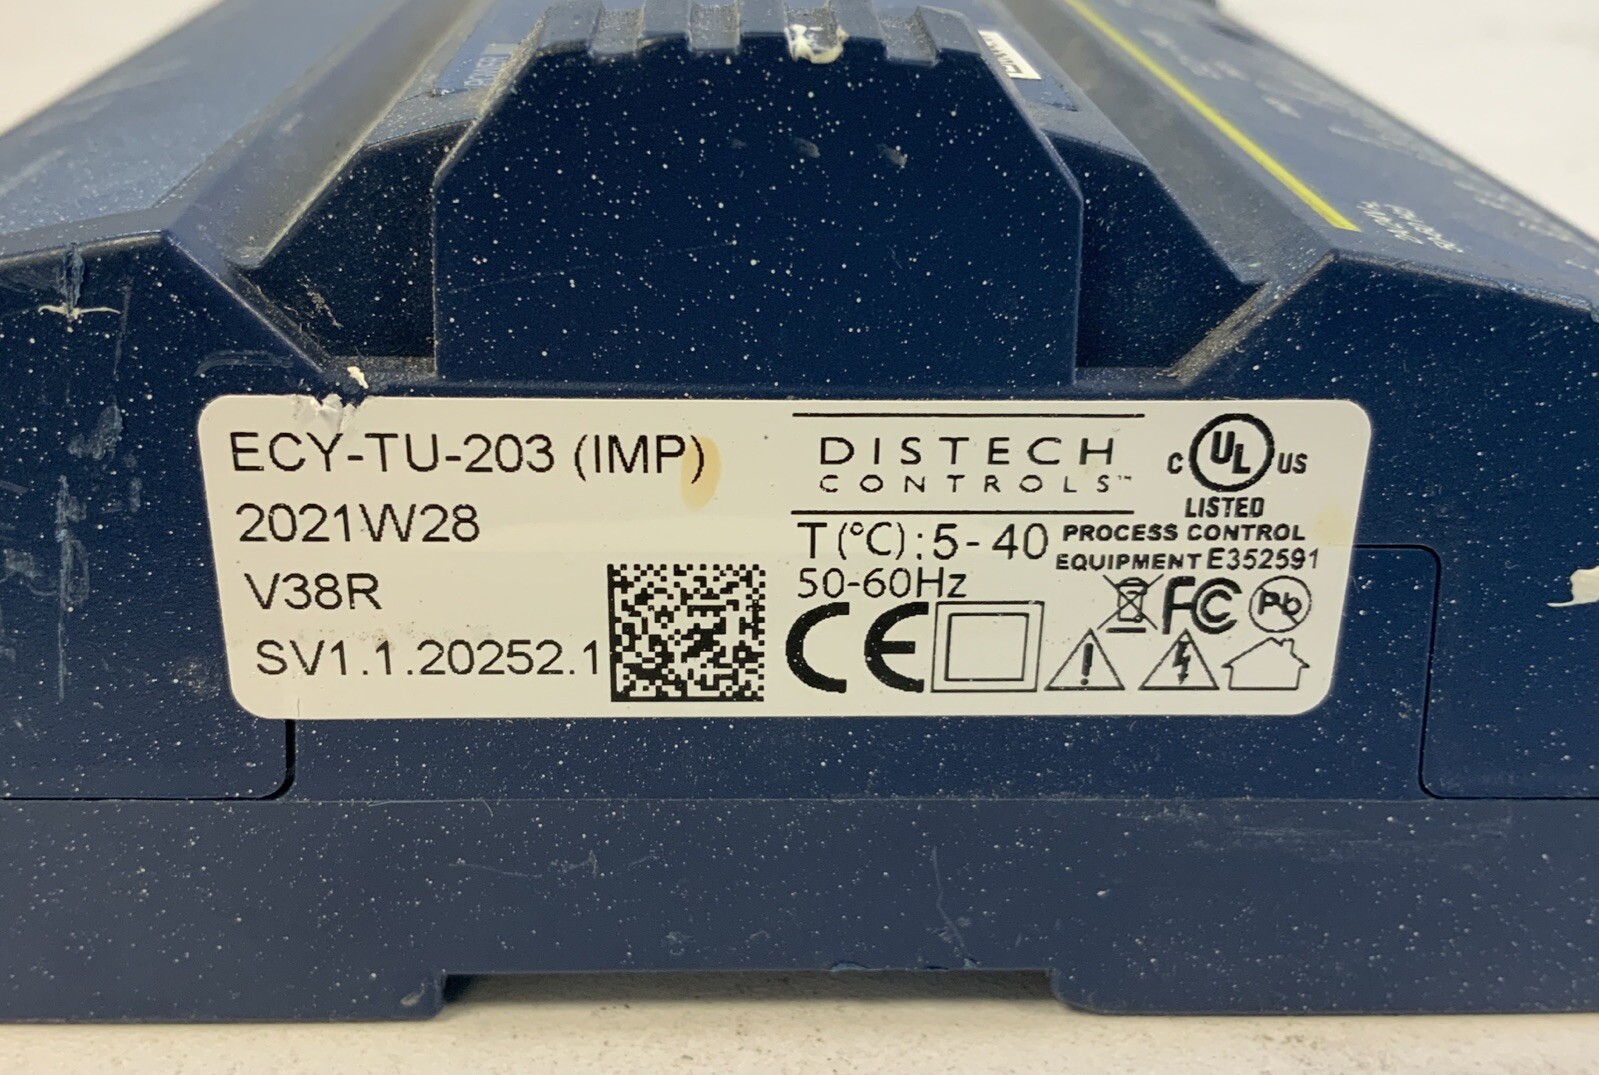 ECY-TU-203 (IMP)
2021W28
V38R
SV1.1.20252.1
DISTECH
CONTROLS™
T(°C):5-40
50-60Hz
CE
C UL US
LISTED
PROCESS CONTROL
EQUIPMENT E352591
FC
Pb